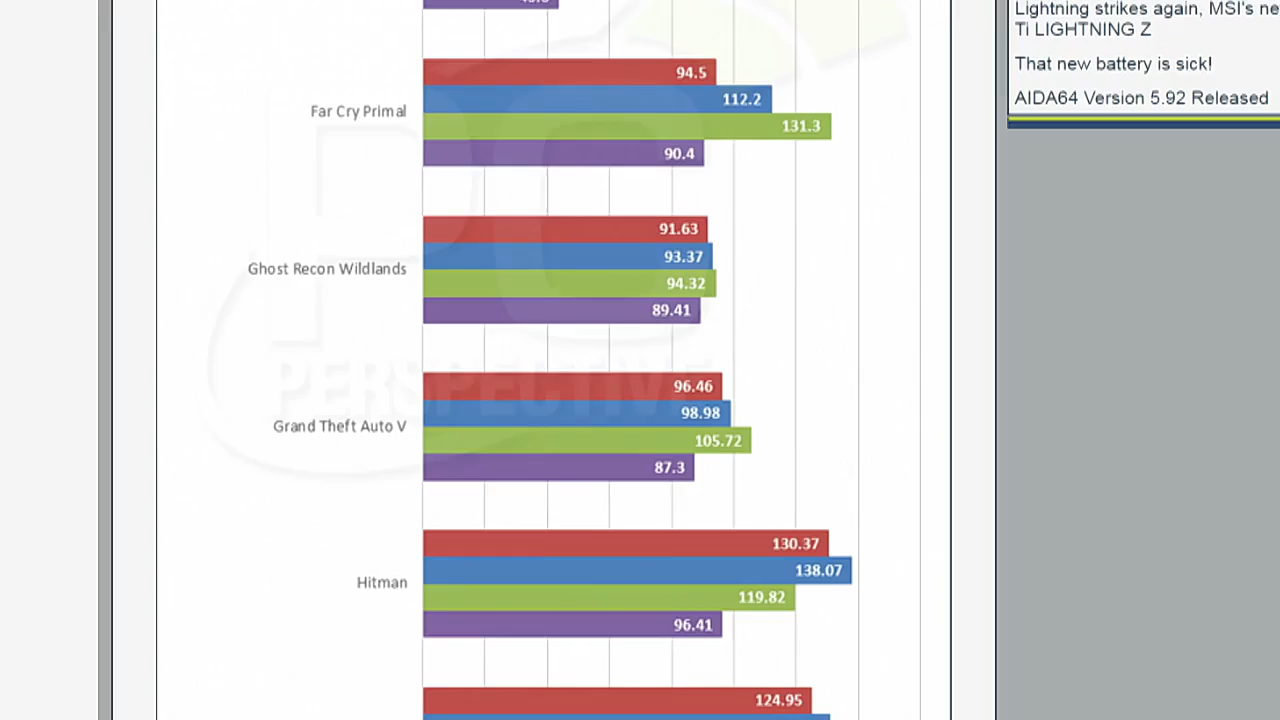 Lightning strikes again, MSI's ne
Ti LIGHTNING Z
That new battery is sick!
AIDA64 Version 5.92 Released
Far Cry Primal
94.5
112.2
131.3
90.4
Ghost Recon Wildlands
91.63
93.37
94.32
89.41
PERSPECTIVE
Grand Theft Auto V
96.46
98.98
105.72
87.3
Hitman
130.37
138.07
119.82
96.41
124.95